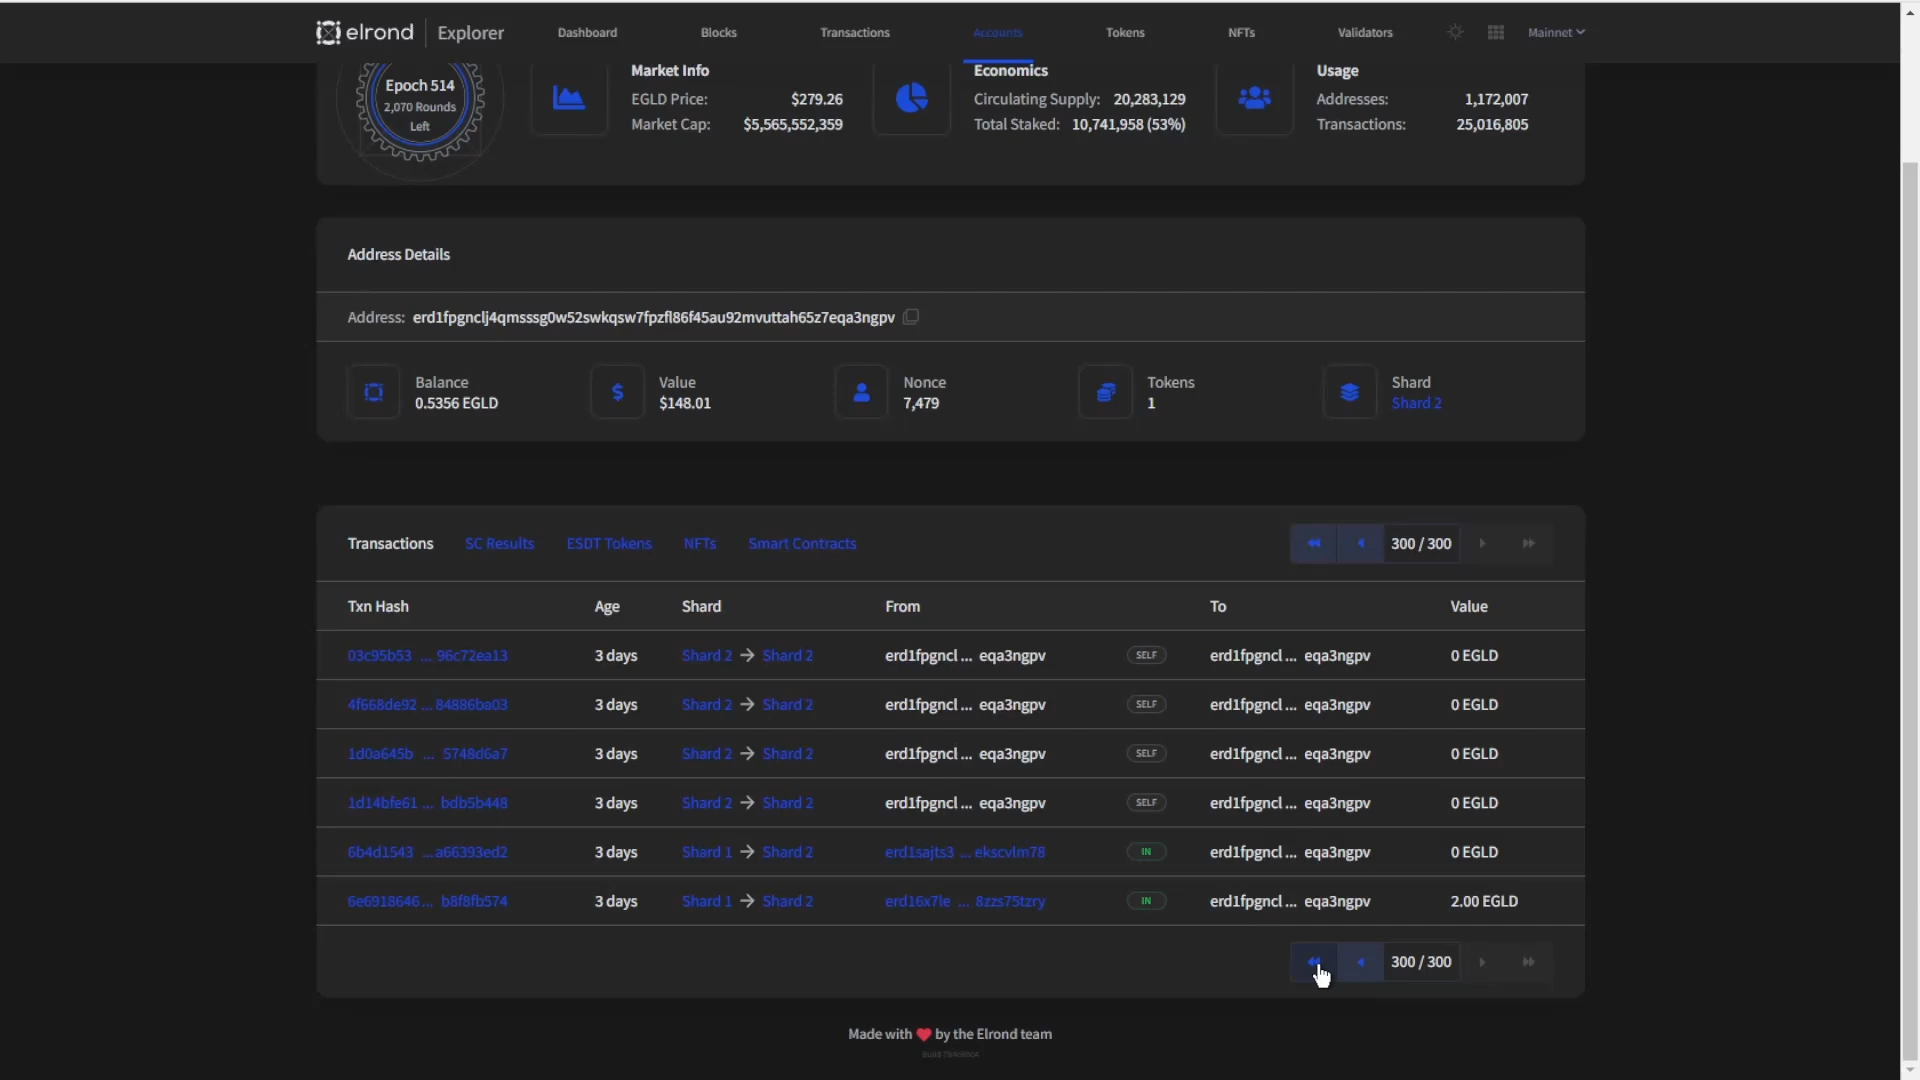 elrond Explorer Dashboard Blocks Transactions Accounts Tokens NFTs Validators Mainnet
Epoch 514
2,070 Rounds
Left
Market Info
EGLD Price: $279.26
Market Cap: $5,565,552,359
Economics
Circulating Supply: 20,283,129
Total Staked: 10,741,958 (53%)
Usage
Addresses: 1,172,007
Transactions: 25,016,805
Address Details
Address: erd1fpgnclj4qmsssg0w52swkqsw7fpzfl86f45au92mvuttah65z7eqa3ngpv
Balance
0.5356 EGLD
Value
$148.01
Nonce
7,479
Tokens
1
Shard
Shard 2
Transactions SC Results ESDT Tokens NFTs Smart Contracts 300 / 300
Txn Hash Age Shard From To Value
03c95b53 ... 96c72ea13 3 days Shard 2 → Shard 2 erd1fpgncl ... eqa3ngpv SELF erd1fpgncl ... eqa3ngpv 0 EGLD
4f668de92 ... 84886ba03 3 days Shard 2 → Shard 2 erd1fpgncl ... eqa3ngpv SELF erd1fpgncl ... eqa3ngpv 0 EGLD
1d0a645b ... 5748d6a7 3 days Shard 2 → Shard 2 erd1fpgncl ... eqa3ngpv SELF erd1fpgncl ... eqa3ngpv 0 EGLD
1d14bfe61 ... bdb5b448 3 days Shard 2 → Shard 2 erd1fpgncl ... eqa3ngpv SELF erd1fpgncl ... eqa3ngpv 0 EGLD
6b4d1543 ...a66393ed2 3 days Shard 1 → Shard 2 erd1sajts3 ... ekscvlm78 IN erd1fpgncl ... eqa3ngpv 0 EGLD
6e6918646 ... b8f8fb574 3 days Shard 1 → Shard 2 erd16x7le ... 8zzs75tzry IN erd1fpgncl ... eqa3ngpv 2.00 EGLD
300 / 300
Made with ❤ by the Elrond team